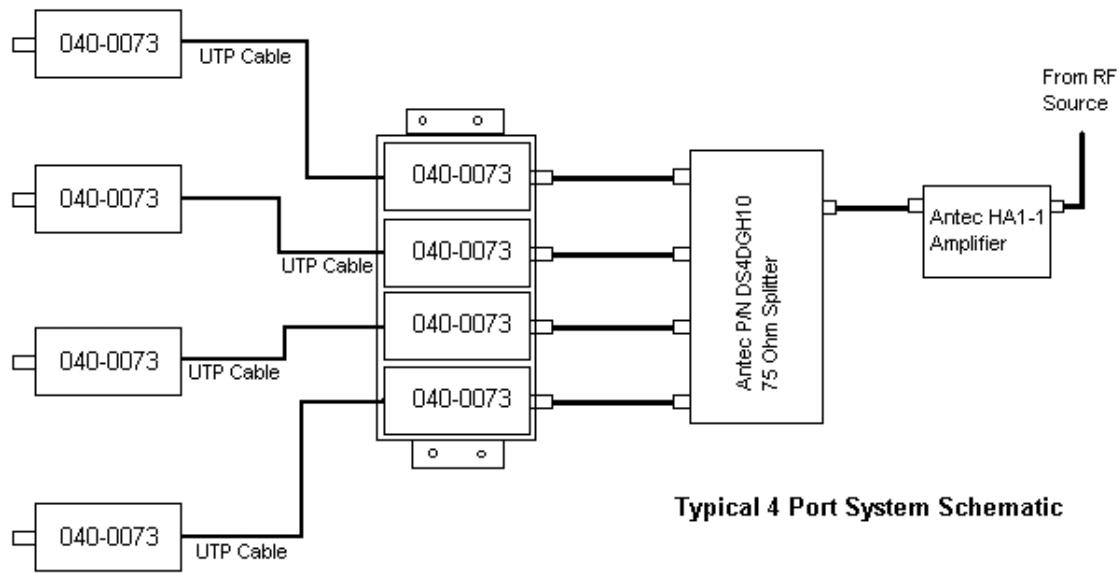 040-0073
UTP Cable
040-0073
UTP Cable
040-0073
UTP Cable
040-0073
UTP Cable
040-0073
040-0073
040-0073
040-0073
Antec P/N DS4DGH10
75 Ohm Splitter
From RF
Source
Antec HA1-1
Amplifier
Typical 4 Port System Schematic